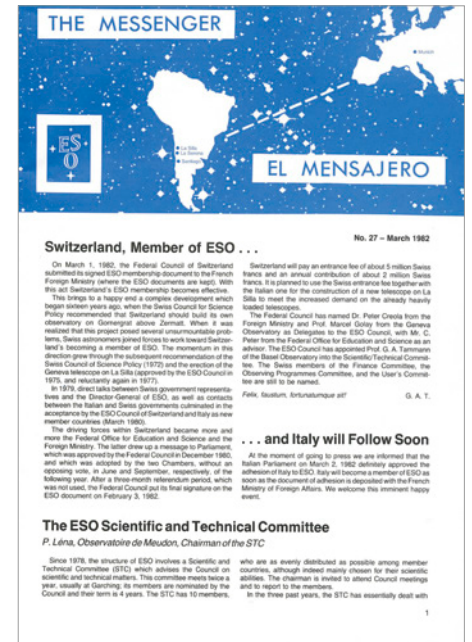 THE MESSENGER
Munich
La Silla
La Serena
Santiago
ES
O
EL MENSAJERO
No. 27 – March 1982
Switzerland, Member of ESO . . .
On March 1, 1982, the Federal Council of Switzerland
submitted its signed ESO membership document to the French
Foreign Ministry (where the documents are kept). With
this act Switzerland's ESO membership becomes effective.
This brings to a happy end a complex development which
began sixteen years ago, when the Swiss Council for Science
Policy recommended that Switzerland should build its own
observatory on Gornergrat above Zermatt. When it was
realized that this project posed several unsurmountable prob-
lems, Swiss astronomers joined forces to work toward Switzer-
land's becoming a member of ESO. The momentum in this
direction grew through the subsequent recommendation of the
Swiss Council of Science Policy (1972) and the erection of the
Geneva telescope on La Silla (approved by the ESO Council in
1975, and reluctantly again in 1977).
In 1979, direct talks between Swiss government representa-
tives and the Director-General of ESO, as well as contacts
between the Italian and Swiss governments culminated in the
acceptance by the ESO Council of Switzerland and Italy as new
member countries (March 1980).
The driving forces within Switzerland became more and
more the Federal Office for Education and Science and the
Foreign Ministry. The latter drew up a message to Parliament,
which was approved by the Federal Council in December 1980,
and which was adopted by the two Chambers, without an
opposing vote, in June and September, respectively, of the
following year. After a three-month referendum period, which
was not used, the Federal Council put its final signature on the
ESO document on February 3, 1982.
Switzerland will pay an entrance fee of about 5 million Swiss
francs and an annual contribution of about 2 million Swiss
francs. It is planned to use the Swiss entrance fee together with
the Italian one for the construction of a new telescope on La
Silla to meet the increased demand on the already heavily
loaded telescopes.
The Federal Council has named Dr. Peter Creola from the
Foreign Ministry and Prof. Marcel Golay from the Geneva
Observatory as Delegates to the ESO Council, with Mr. C.
Peter from the Federal Office for Education and Science as an
advisor. The ESO Council has appointed Prof. G. A. Tammann
of the Basel Observatory into the Scientific/Technical Commit-
tee. The Swiss members of the Finance Committee, the
Observing Programmes Committee, and the User's Commit-
tee are still to be named.
Felix, faustum, fortunatumque sit!
G. A. T.
. . . and Italy will Follow Soon
At the moment of going to press we are informed that the
Italian Parliament on March 2, 1982 definitely approved the
adhesion of Italy to ESO. Italy will become a member of ESO as
soon as the document of adhesion is deposited with the French
Ministry of Foreign Affairs. We welcome this imminent happy
event.
The ESO Scientific and Technical Committee
P. Léna, Observatoire de Meudon, Chairman of the STC
Since 1978, the structure of ESO involves a Scientific and
Technical Committee (STC) which advises the Council on
scientific and technical matters. This committee meets twice a
year, usually at Garching; its members are nominated by the
Council and their term is 4 years. The STC has 10 members,
who are as evenly distributed as possible among member
countries, although indeed mainly chosen for their scientific
abilities. The chairman is invited to attend Council meetings
and to report to the members.
In the three past years, the STC has essentially dealt with
1